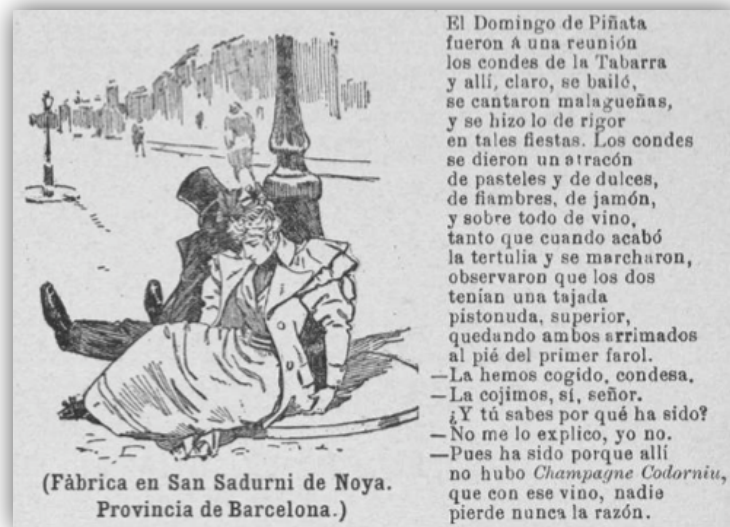 El Domingo de Piñata
fueron á una reunión
los condes de la Tabarra
y allí, claro, se bailó,
se cantaron malagueñas,
y se hizo lo de rigor
en tales fiestas. Los condes
se dieron un atracón
de pasteles y de dulces,
de fiambres, de jamón,
y sobre todo de vino,
tanto que cuando acabó
la tertulia y se marcharon,
observaron que los dos
tenían una tajada
pistonuda, superior,
quedando ambos arrimados
al pié del primer farol.
—La hemos cogido, condesa,
—La cojimos, sí, señor.
¿Y tú sabes por qué ha sido?
—No me lo explico, yo no.
—Pues ha sido porque allí
no hubo Champagne Codorniu,
que con ese vino, nadie
pierde nunca la razón.
(Fábrica en San Sadurni de Noya.
Provincia de Barcelona.)